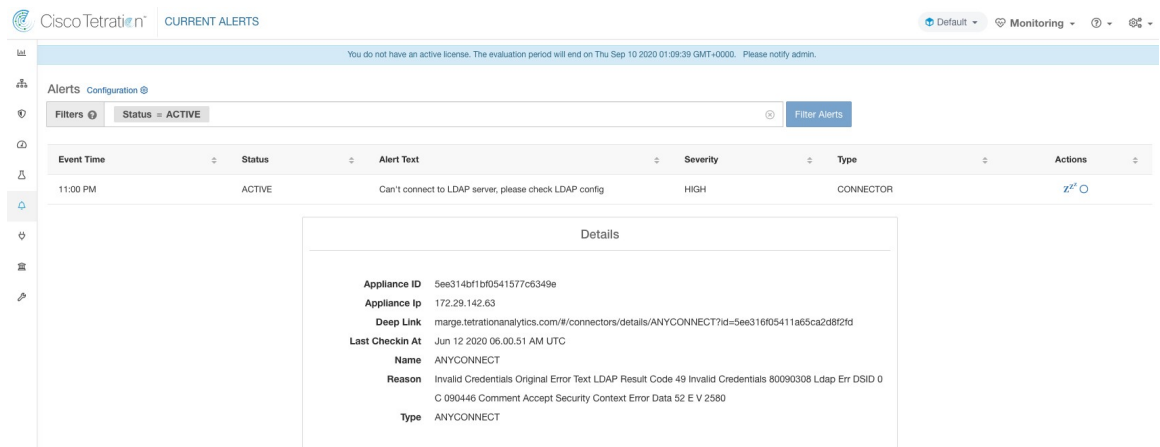 Cisco Tetration™ CURRENT ALERTS Default Monitoring
You do not have an active license. The evaluation period will end on Thu Sep 10 2020 01:09:39 GMT+0000. Please notify admin.
Alerts Configuration
Filters Status = ACTIVE Filter Alerts
Event Time Status Alert Text Severity Type Actions
11:00 PM ACTIVE Can't connect to LDAP server, please check LDAP config HIGH CONNECTOR zzz
Details
Appliance ID 5ee314bf1bf0541577c6349e
Appliance Ip 172.29.142.63
Deep Link marge.tetrationanalytics.com/#/connectors/details/ANYCONNECT?id=5ee316f05411a65ca2d8f2fd
Last Checkin At Jun 12 2020 06.00.51 AM UTC
Name ANYCONNECT
Reason Invalid Credentials Original Error Text LDAP Result Code 49 Invalid Credentials 80090308 Ldap Err DSID 0
C 090446 Comment Accept Security Context Error Data 52 E V 2580
Type ANYCONNECT